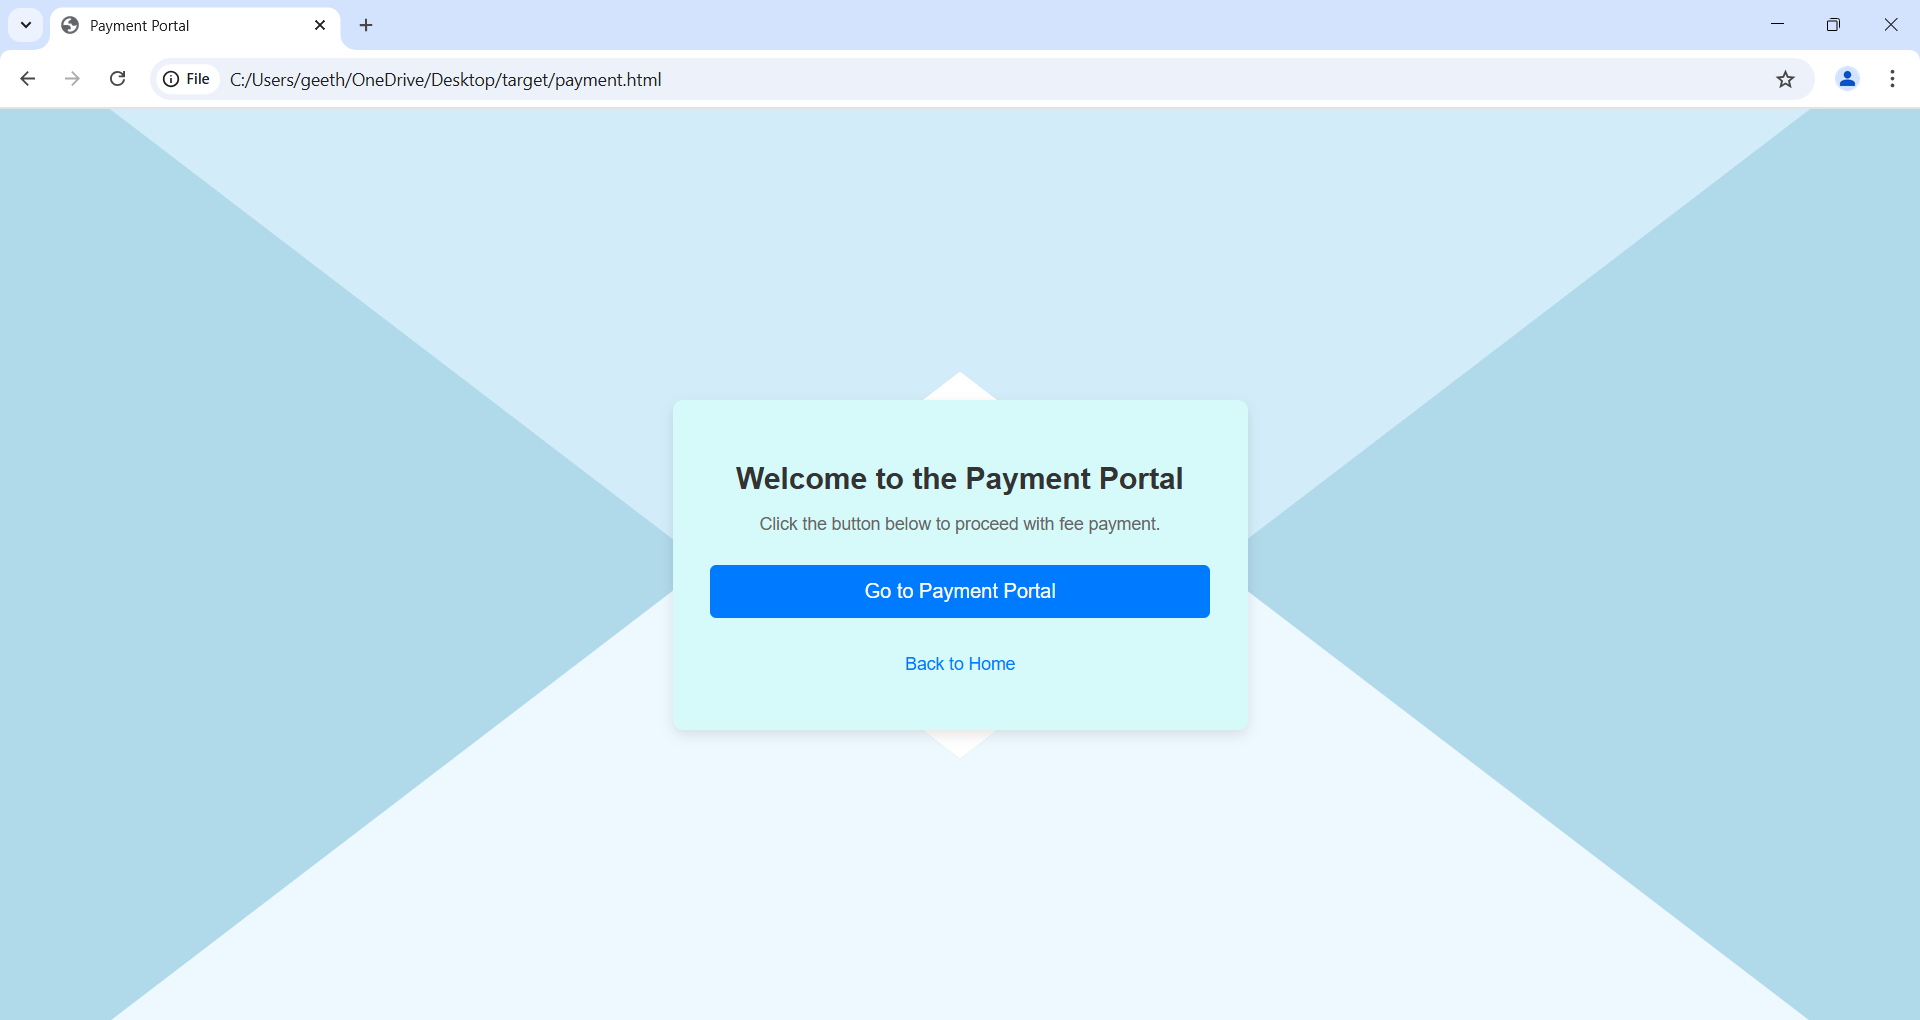 Payment Portal
File
C:/Users/geeth/OneDrive/Desktop/target/payment.html
Welcome to the Payment Portal
Click the button below to proceed with fee payment.
Go to Payment Portal
Back to Home